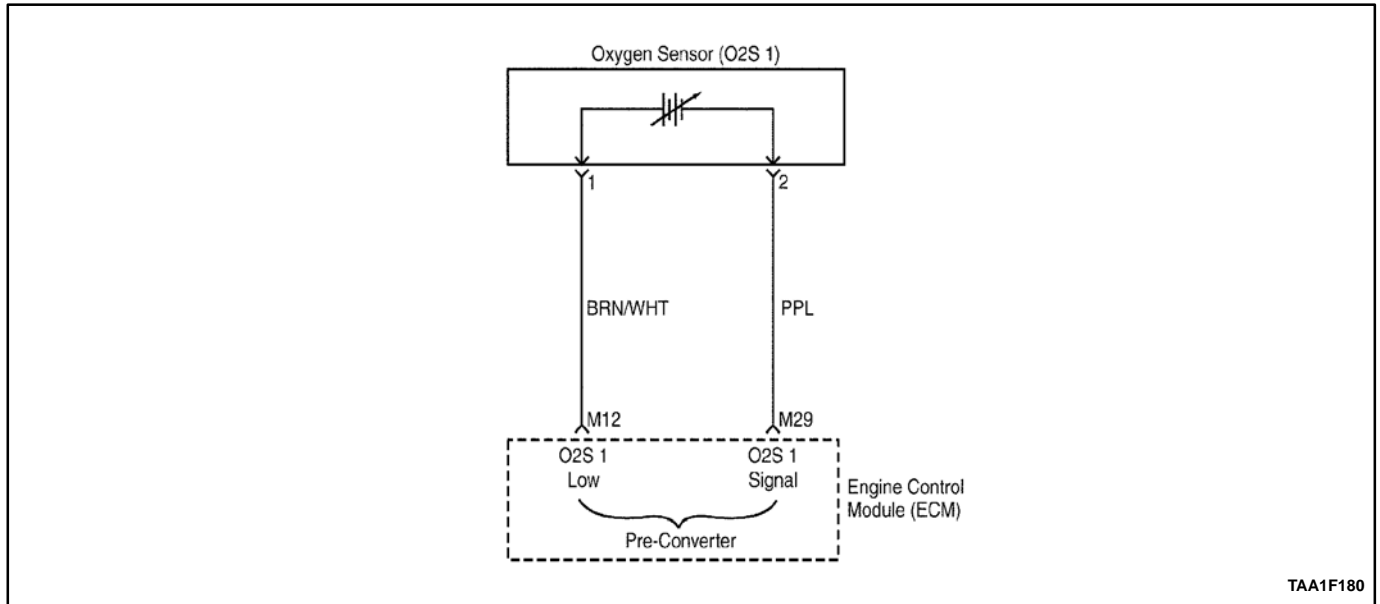 Oxygen Sensor (O2S 1)
1
2
BRN/WHT
PPL
M12
M29
O2S 1
Low
O2S 1
Signal
Pre-Converter
Engine Control
Module (ECM)
TAA1F180